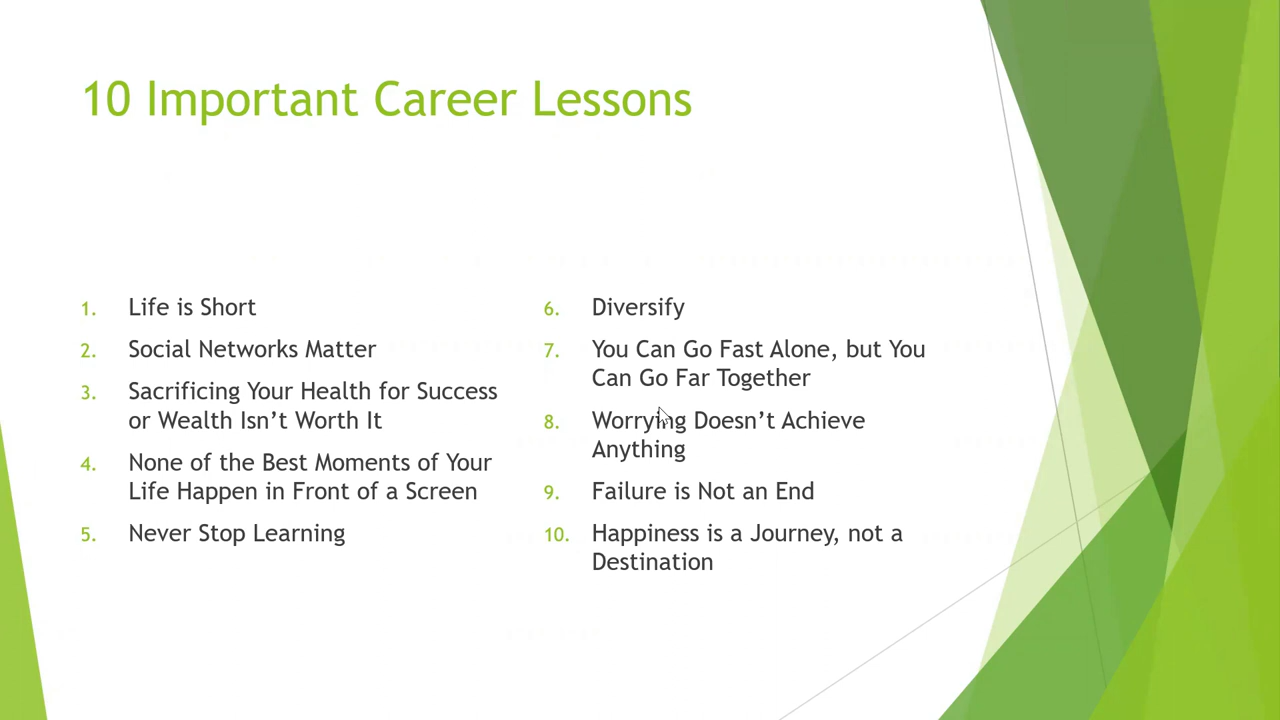 10 Important Career Lessons
1. Life is Short
2. Social Networks Matter
3. Sacrificing Your Health for Success
or Wealth Isn’t Worth It
4. None of the Best Moments of Your
Life Happen in Front of a Screen
5. Never Stop Learning
6. Diversify
7. You Can Go Fast Alone, but You
Can Go Far Together
8. Worrying Doesn’t Achieve
Anything
9. Failure is Not an End
10. Happiness is a Journey, not a
Destination